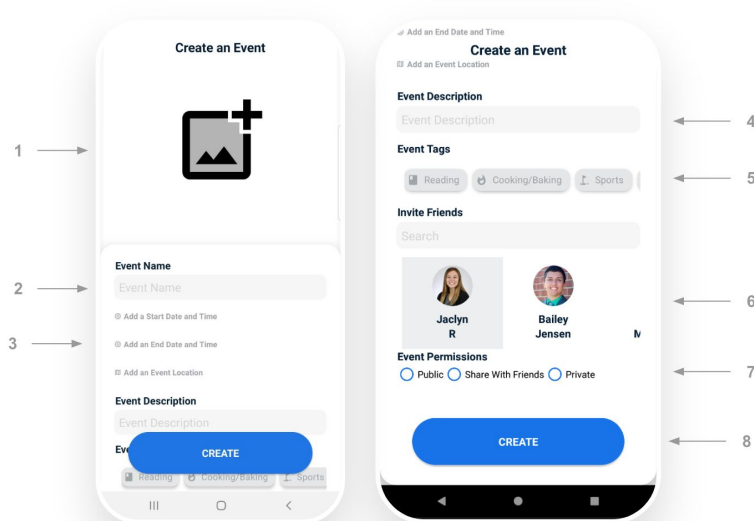 Create an Event
1
Event Name
2
Event Name
Add a Start Date and Time
3
Add an End Date and Time
Add an Event Location
Event Description
Event Description
Eve
CREATE
Reading Cooking/Baking Sports
Add an End Date and Time
Create an Event
Add an Event Location
Event Description
Event Description
4
Event Tags
Reading Cooking/Baking Sports
5
Invite Friends
Search
6
Jaclyn R
Bailey Jensen
M
Event Permissions
Public Share With Friends Private
7
CREATE
8